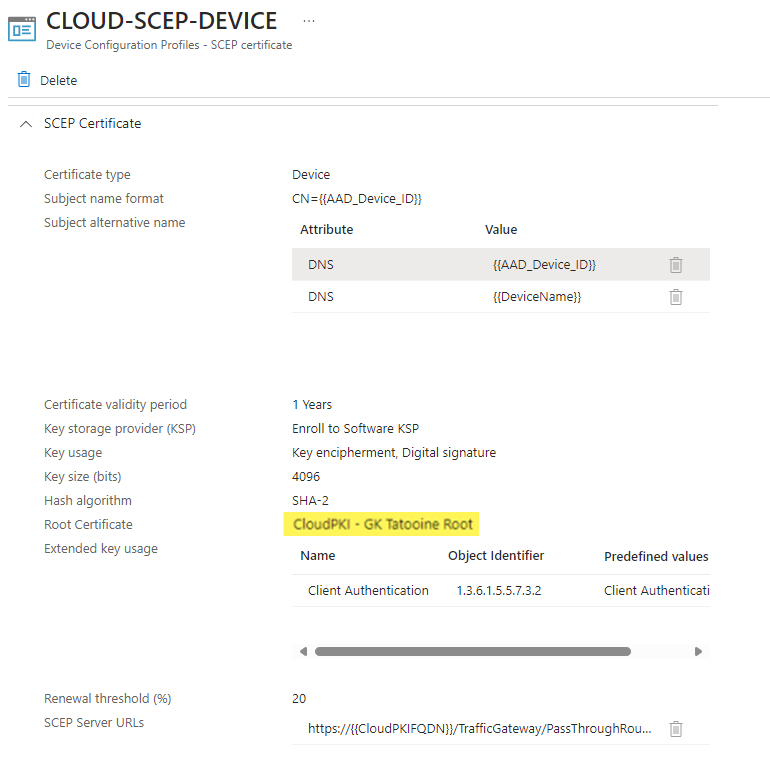 CLOUD-SCEP-DEVICE ...
Device Configuration Profiles - SCEP certificate
Delete
SCEP Certificate
Certificate type Device
Subject name format CN={{AAD_Device_ID}}
Subject alternative name
Attribute Value
DNS {{AAD_Device_ID}}
DNS {{DeviceName}}
Certificate validity period 1 Years
Key storage provider (KSP) Enroll to Software KSP
Key usage Key encipherment, Digital signature
Key size (bits) 4096
Hash algorithm SHA-2
Root Certificate CloudPKI - GK Tatooine Root
Extended key usage
Name Object Identifier Predefined values
Client Authentication 1.3.6.1.5.5.7.3.2 Client Authenticati
Renewal threshold (%) 20
SCEP Server URLs
https://{{CloudPKIFQDN}}/TrafficGateway/PassThroughRou...